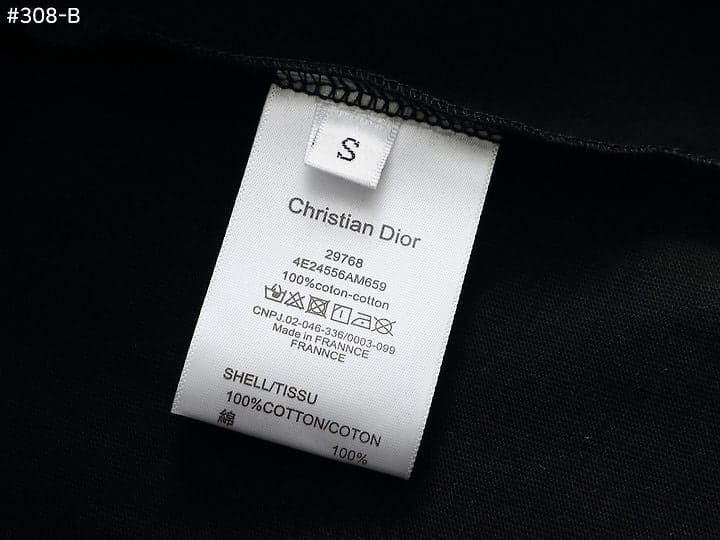 #308-B
S
Christian Dior
29768
4E24556AM659
100%coton-cotton
CNPJ.02-046-336/0003-099
Made in FRANNCE
FRANNCE
SHELL/TISSU
100%COTTON/COTON
綿
100%